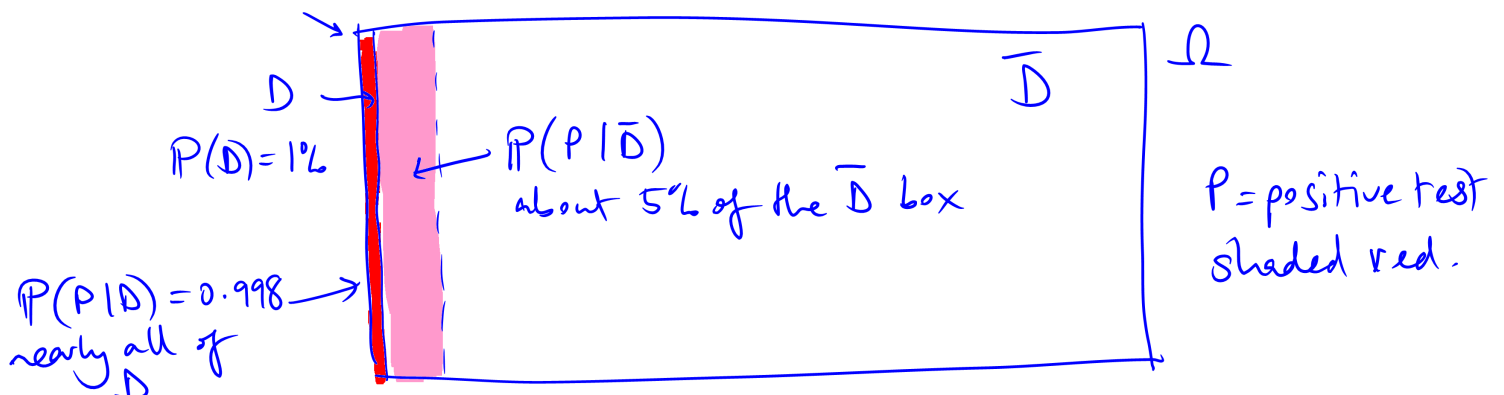 Ω
D̅
D
ℙ(D) = 1%
ℙ(P | D̅)
about 5% of the D̅ box
P = positive test
shaded red.
ℙ(P | D) = 0.998
nearly all of
D